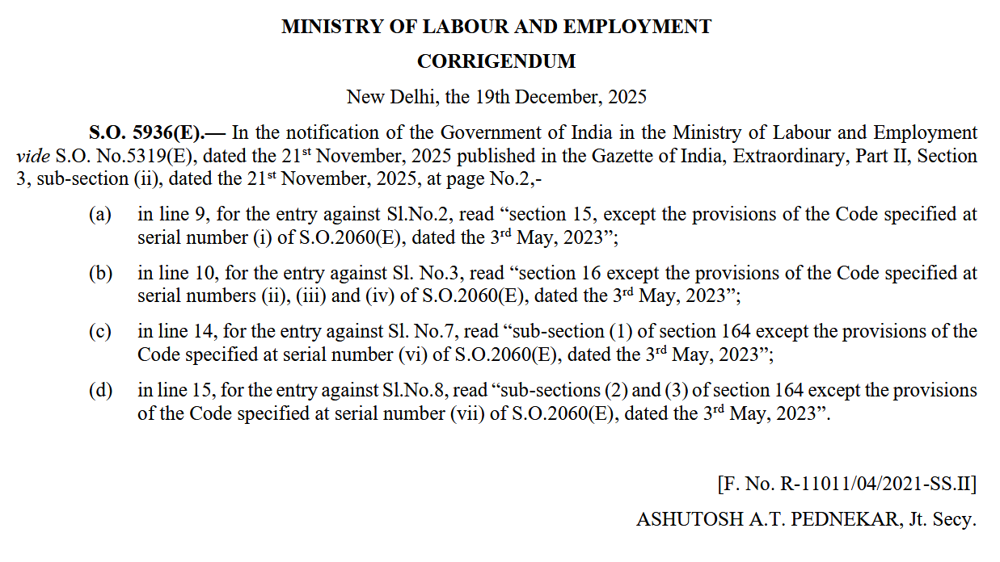 MINISTRY OF LABOUR AND EMPLOYMENT
CORRIGENDUM
New Delhi, the 19th December, 2025
S.O. 5936(E).— In the notification of the Government of India in the Ministry of Labour and Employment
vide S.O. No.5319(E), dated the 21st November, 2025 published in the Gazette of India, Extraordinary, Part II, Section
3, sub-section (ii), dated the 21st November, 2025, at page No.2,-
(a) in line 9, for the entry against Sl.No.2, read “section 15, except the provisions of the Code specified at
serial number (i) of S.O.2060(E), dated the 3rd May, 2023”;
(b) in line 10, for the entry against Sl. No.3, read “section 16 except the provisions of the Code specified at
serial numbers (ii), (iii) and (iv) of S.O.2060(E), dated the 3rd May, 2023”;
(c) in line 14, for the entry against Sl. No.7, read “sub-section (1) of section 164 except the provisions of the
Code specified at serial number (vi) of S.O.2060(E), dated the 3rd May, 2023”;
(d) in line 15, for the entry against Sl.No.8, read “sub-sections (2) and (3) of section 164 except the provisions
of the Code specified at serial number (vii) of S.O.2060(E), dated the 3rd May, 2023”.
[F. No. R-11011/04/2021-SS.II]
ASHUTOSH A.T. PEDNEKAR, Jt. Secy.